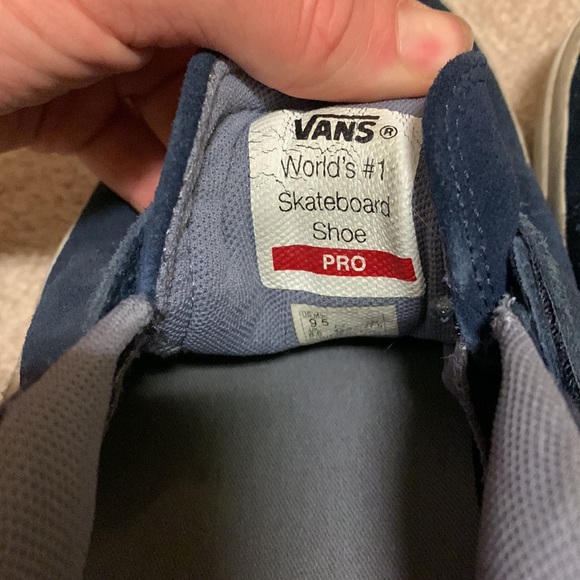 VANS®
World's #1
Skateboard
Shoe
PRO
9.5